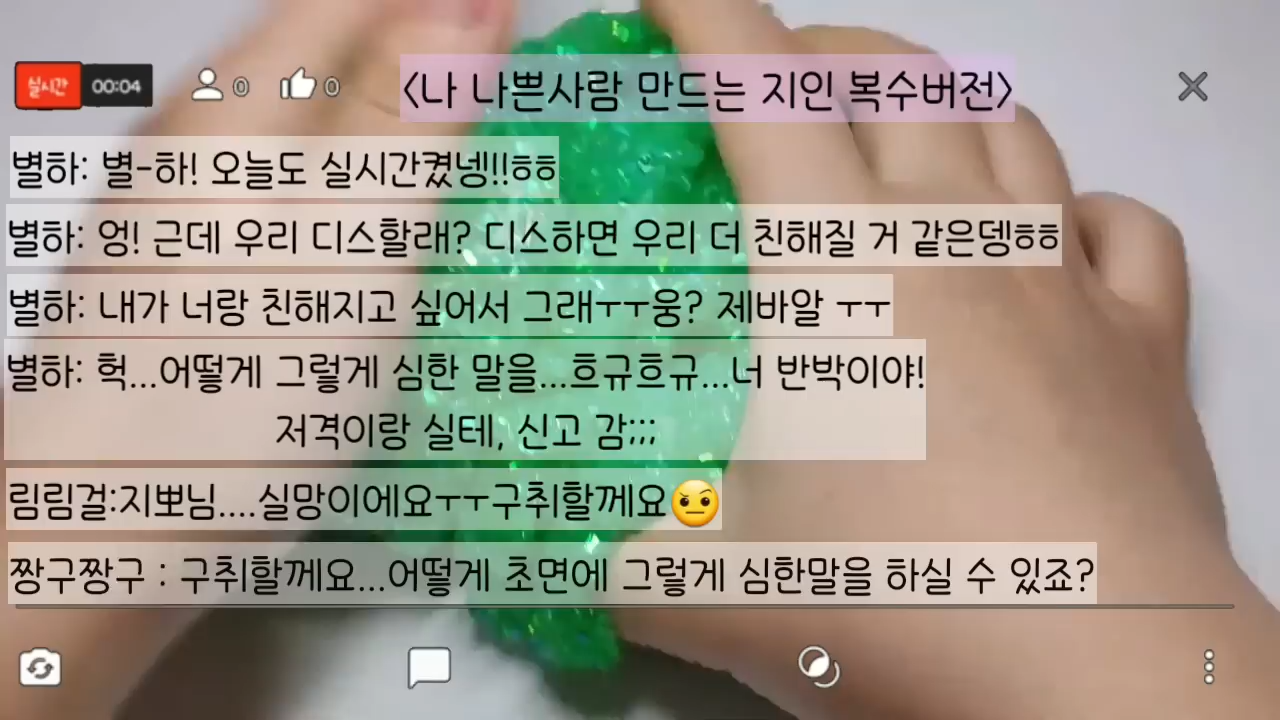 실시간 00:04 0 0
<나 나쁜사람 만드는 지인 복수버전>
별하: 별-하! 오늘도 실시간켰넹!!ㅎㅎ
별하: 엉! 근데 우리 디스할래? 디스하면 우리 더 친해질 거 같은뎅ㅎㅎ
별하: 내가 너랑 친해지고 싶어서 그래ㅜㅜ웅? 제바알 ㅜㅜ
별하: 헉...어떻게 그렇게 심한 말을...흐규흐규...너 반박이야!
저격이랑 실테, 신고 감;;;
림림걸:지뽀님....실망이에요ㅜㅜ구취할께요🤨
짱구짱구 : 구취할께요...어떻게 초면에 그렇게 심한말을 하실 수 있죠?